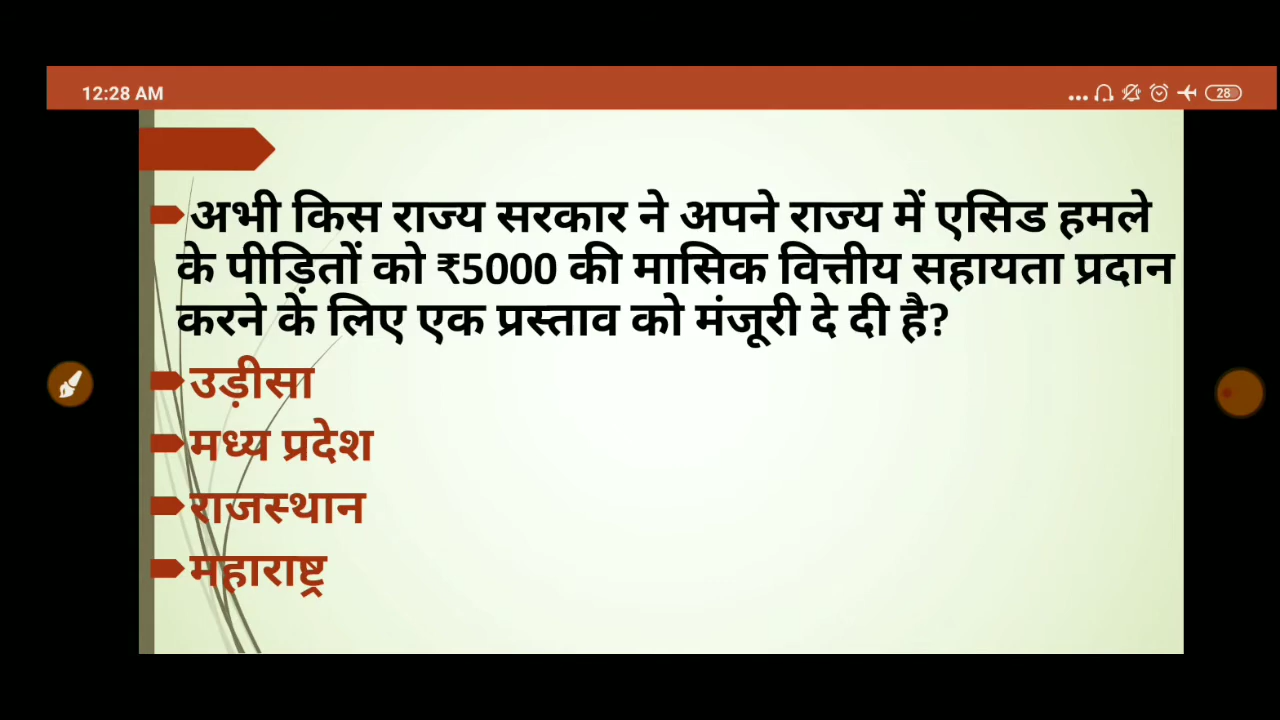 12:28 AM
28
अभी किस राज्य सरकार ने अपने राज्य में एसिड हमले
के पीड़ितों को ₹5000 की मासिक वित्तीय सहायता प्रदान
करने के लिए एक प्रस्ताव को मंजूरी दे दी है?
उड़ीसा
मध्य प्रदेश
राजस्थान
महाराष्ट्र